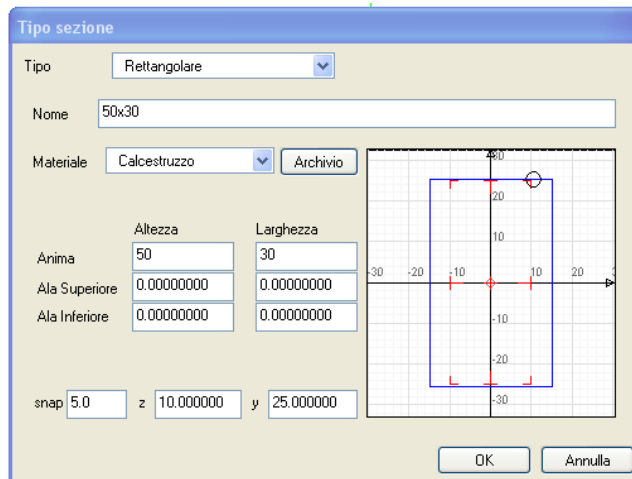 Tipo sezione
Tipo Rettangolare
Nome 50x30
Materiale Calcestruzzo Archivio
Altezza Larghezza
Anima 50 30
Ala Superiore 0.00000000 0.00000000
Ala Inferiore 0.00000000 0.00000000
snap 5.0 z 10.000000 y 25.000000
30
20
10
-30 -20 -10 10 20
-10
-20
-30
OK Annulla